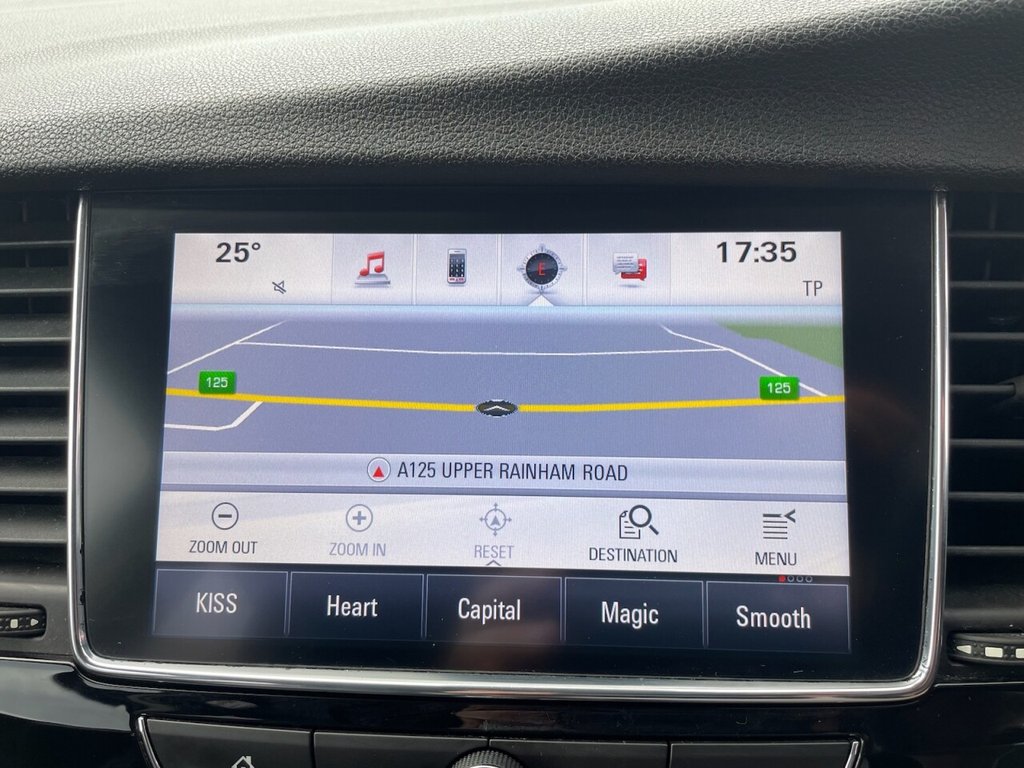 25° 17:35
TP
E
125 125
A125 UPPER RAINHAM ROAD
ZOOM OUT ZOOM IN RESET DESTINATION MENU
KISS Heart Capital Magic Smooth